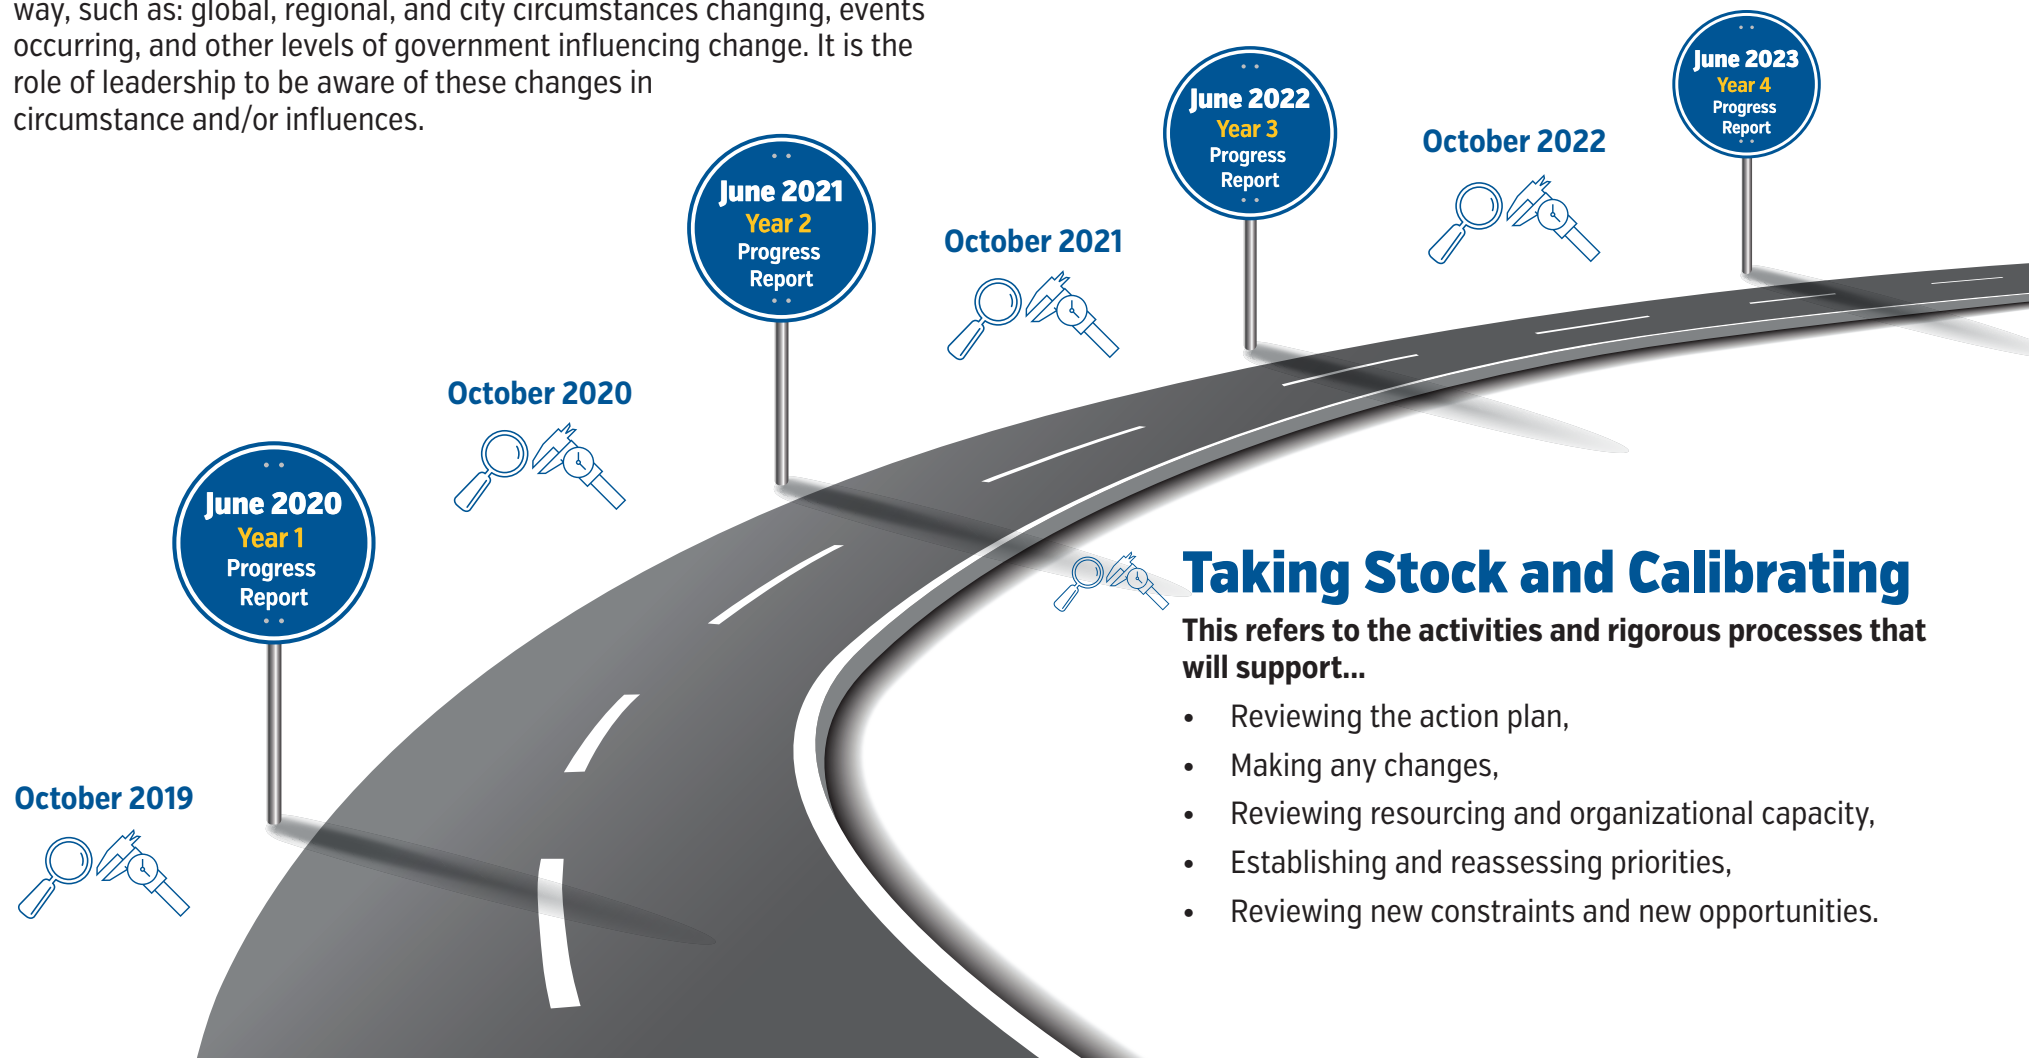 way, such as: global, regional, and city circumstances changing, events
occurring, and other levels of government influencing change. It is the
role of leadership to be aware of these changes in
circumstance and/or influences.
June 2023
Year 4
Progress
Report
June 2022
Year 3
Progress
Report
October 2022
June 2021
Year 2
Progress
Report
October 2021
October 2020
June 2020
Year 1
Progress
Report
October 2019
Taking Stock and Calibrating
This refers to the activities and rigorous processes that
will support...
• Reviewing the action plan,
• Making any changes,
• Reviewing resourcing and organizational capacity,
• Establishing and reassessing priorities,
• Reviewing new constraints and new opportunities.